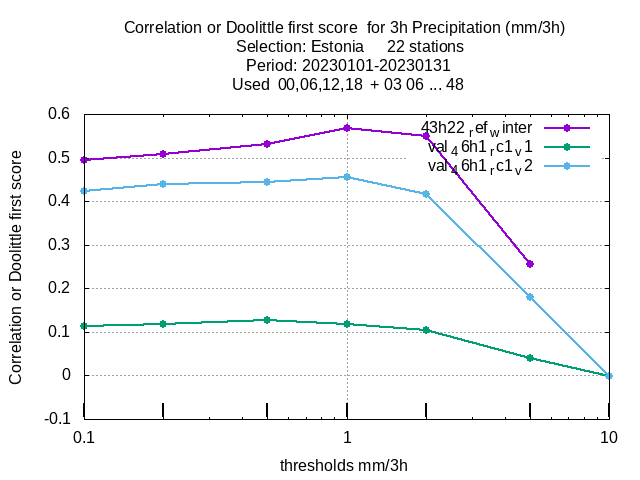 Correlation or Doolittle first score  for 3h Precipitation (mm/3h)
Selection: Estonia     22 stations
Period: 20230101-20230131
Used  00,06,12,18  + 03 06 ... 48
43h22_ref_winter
val_46h1_rc1_v1
val_46h1_rc1_v2
Correlation or Doolittle first score
0.6
0.5
0.4
0.3
0.2
0.1
0
-0.1
0.1
1
10
thresholds mm/3h